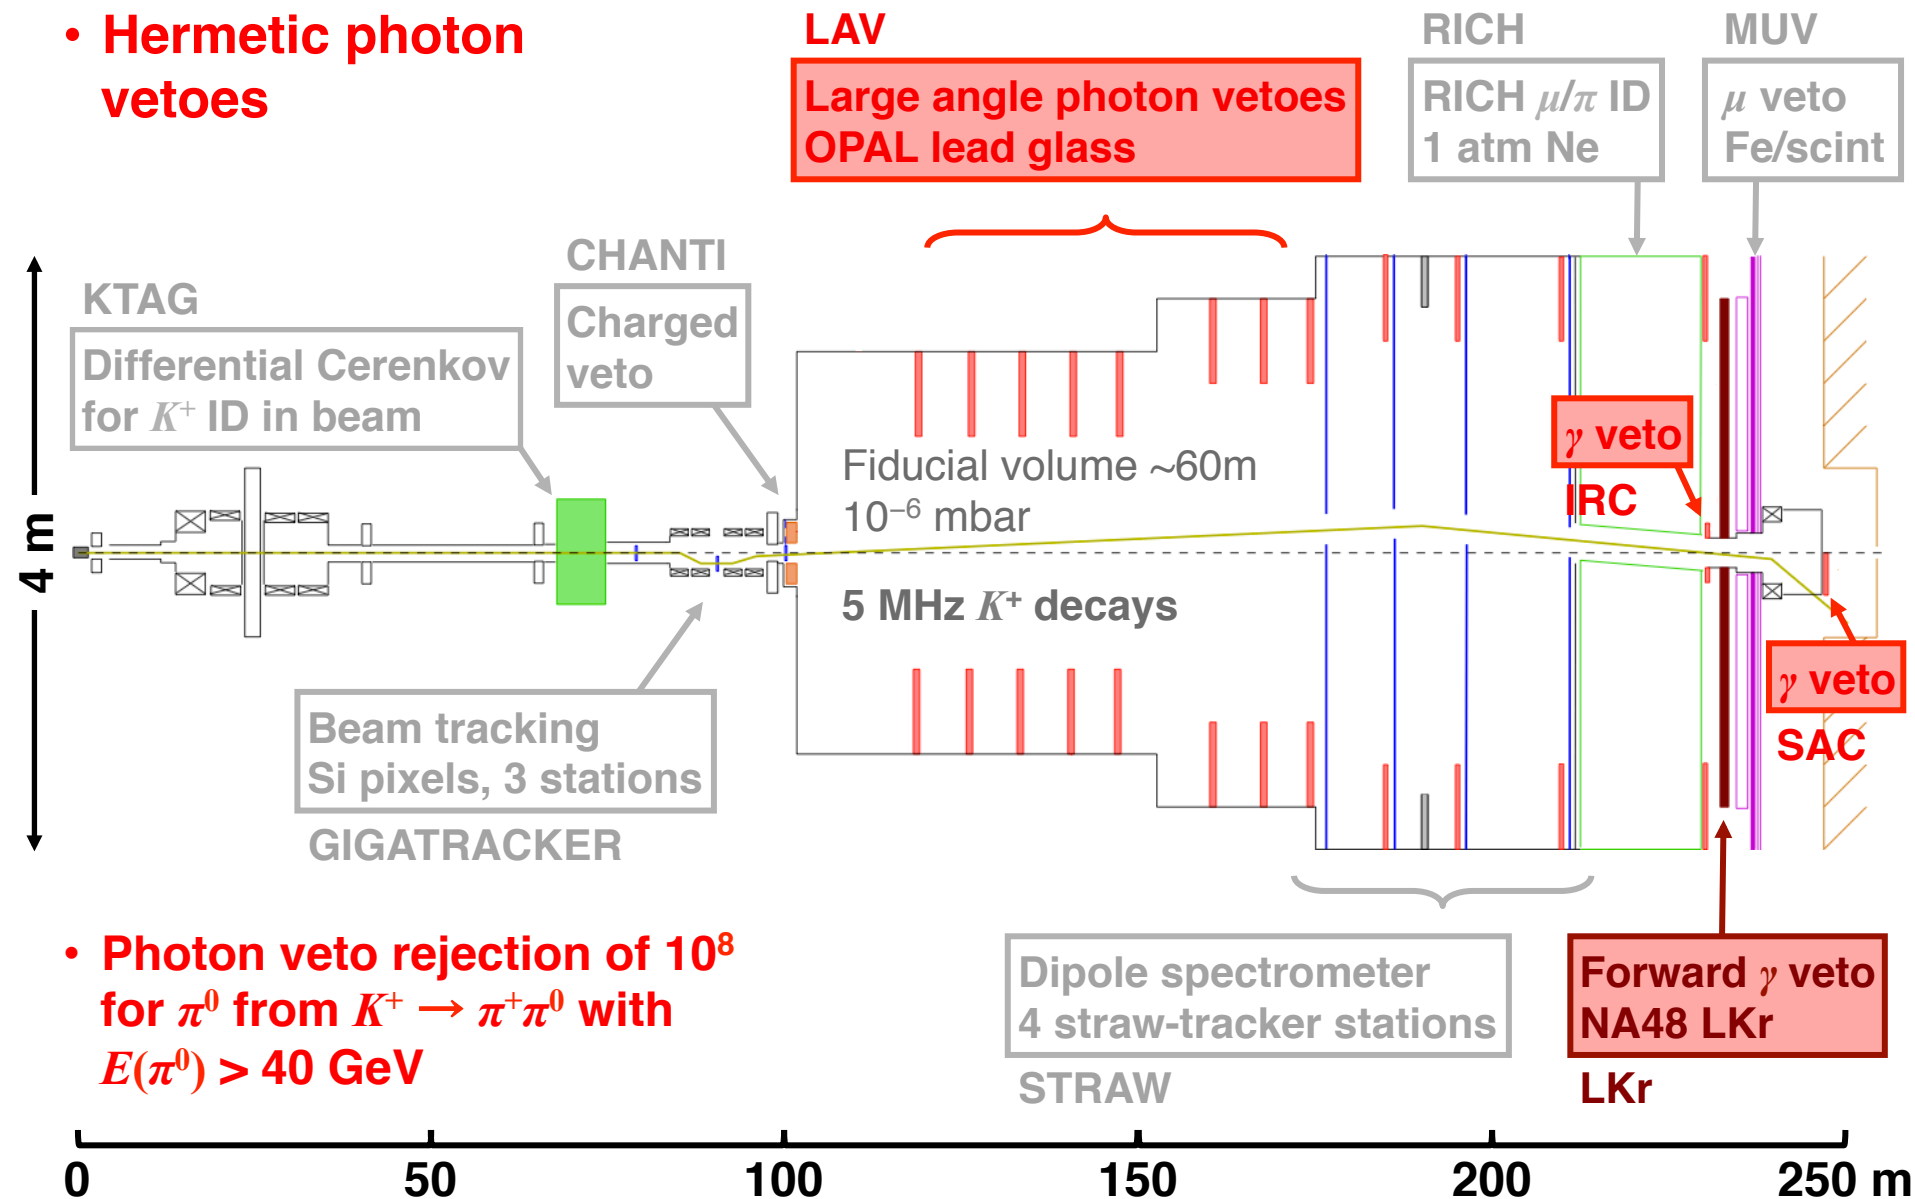 • Hermetic photon
vetoes
LAV
Large angle photon vetoes
OPAL lead glass
RICH
RICH μ/π ID
1 atm Ne
MUV
μ veto
Fe/scint
CHANTI
Charged
veto
KTAG
Differential Cerenkov
for K⁺ ID in beam
4 m
Fiducial volume ~60m
10⁻⁶ mbar
5 MHz K⁺ decays
γ veto
IRC
γ veto
SAC
Beam tracking
Si pixels, 3 stations
GIGATRACKER
• Photon veto rejection of 10⁸
for π⁰ from K⁺ → π⁺π⁰ with
E(π⁰) > 40 GeV
Dipole spectrometer
4 straw-tracker stations
STRAW
Forward γ veto
NA48 LKr
LKr
0 50 100 150 200 250 m